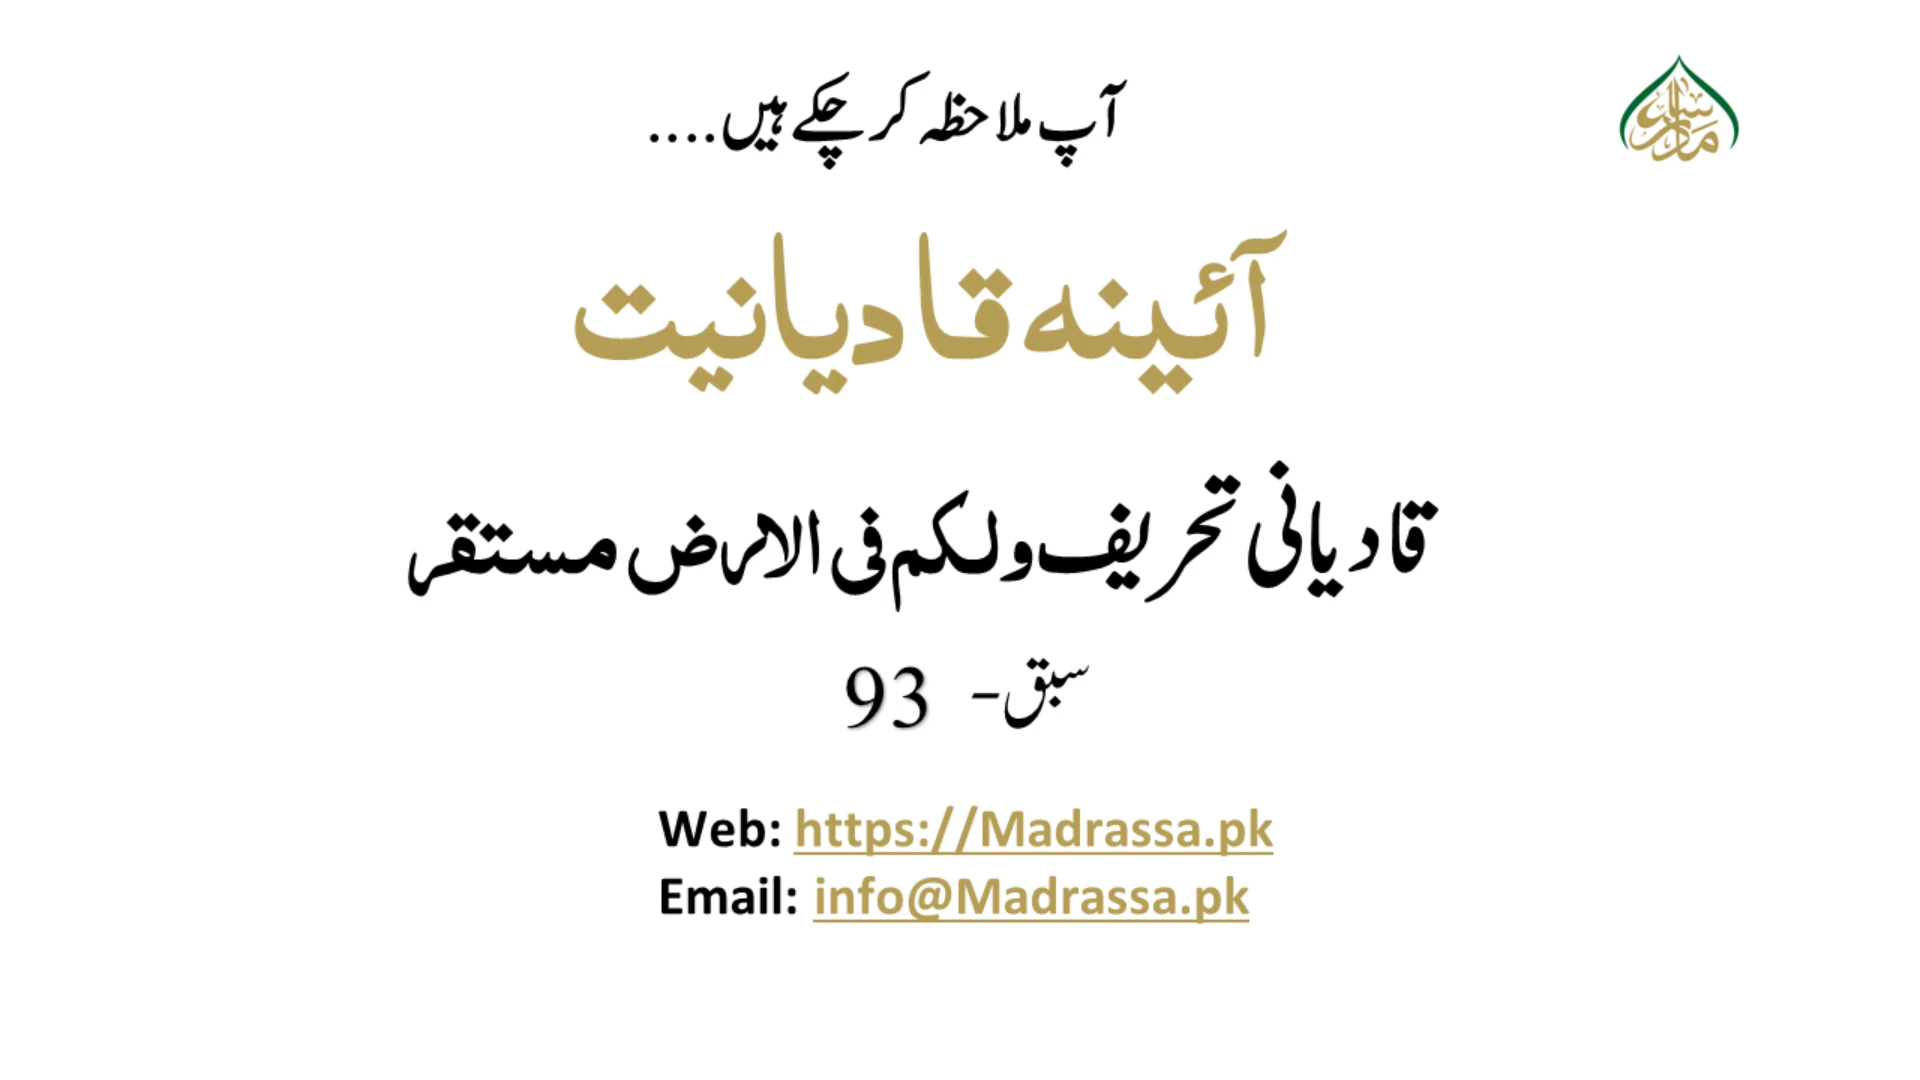 آپ ملاحظہ کر چکے ہیں....
مدرسہ
آئینہ قادیانیت
قادیانی تحریف ولکم فی الارض مستقر
سبق - 93
Web: https://Madrassa.pk
Email: info@Madrassa.pk